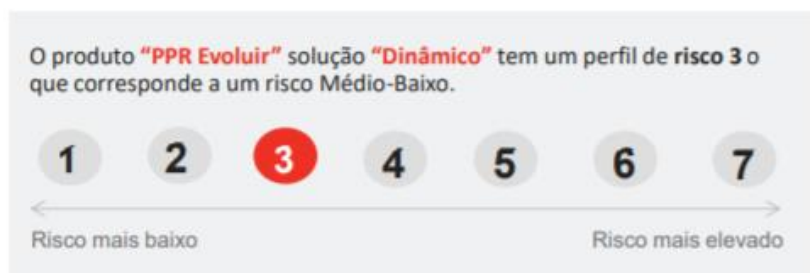 O produto “PPR Evoluir” solução “Dinâmico” tem um perfil de risco 3 o
que corresponde a um risco Médio-Baixo.
1 2 3 4 5 6 7
Risco mais baixo Risco mais elevado